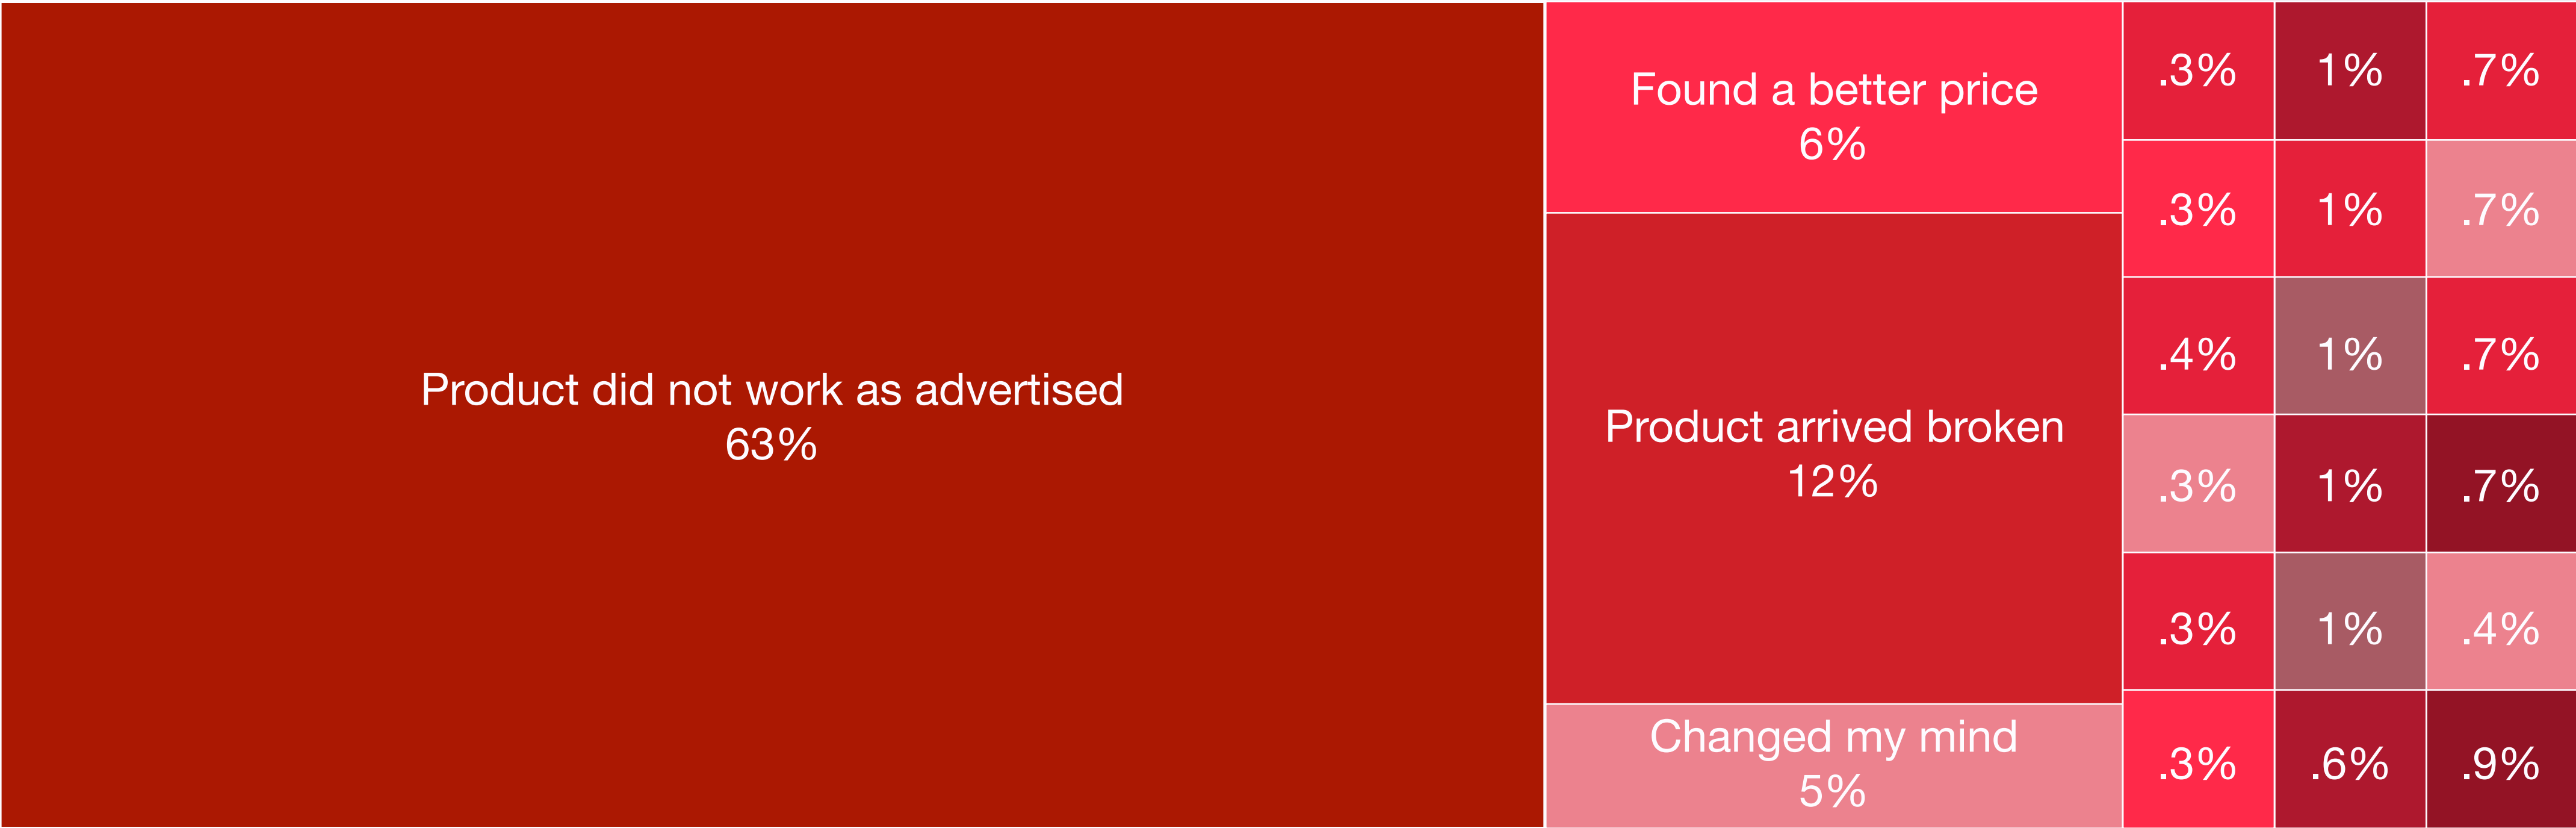 Product did not work as advertised
63%
Found a better price
6%
Product arrived broken
12%
Changed my mind
5%
.3% 1% .7%
.3% 1% .7%
.4% 1% .7%
.3% 1% .7%
.3% 1% .4%
.3% .6% .9%